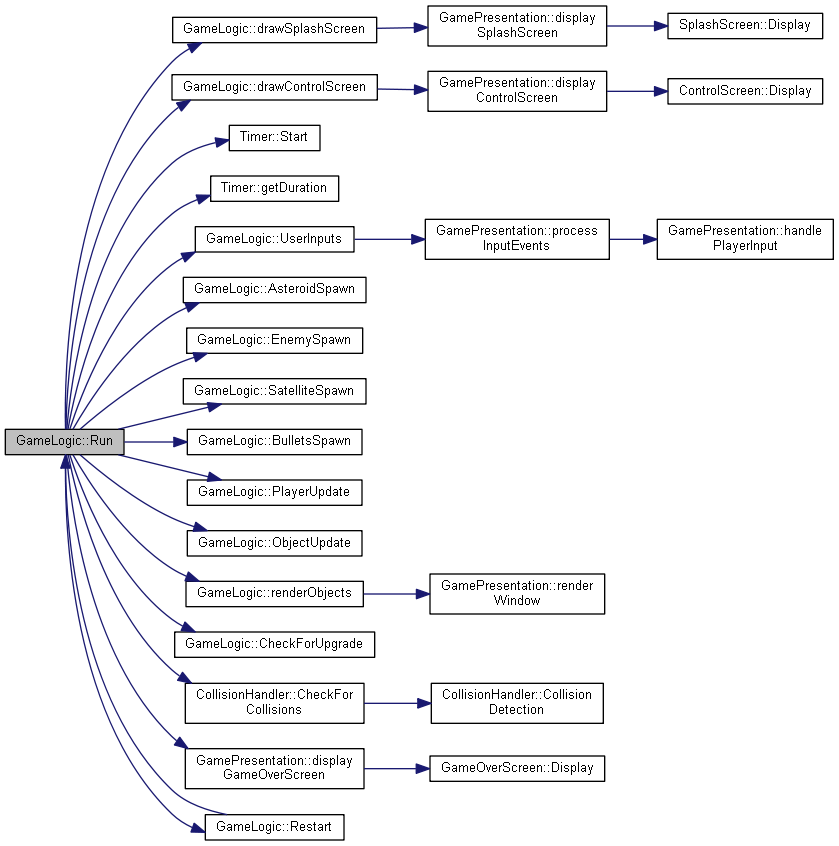 GameLogic::Run
GameLogic::drawSplashScreen
GamePresentation::display
SplashScreen
SplashScreen::Display
GameLogic::drawControlScreen
GamePresentation::display
ControlScreen
ControlScreen::Display
Timer::Start
Timer::getDuration
GameLogic::UserInputs
GamePresentation::process
InputEvents
GamePresentation::handle
PlayerInput
GameLogic::AsteroidSpawn
GameLogic::EnemySpawn
GameLogic::SatelliteSpawn
GameLogic::BulletsSpawn
GameLogic::PlayerUpdate
GameLogic::ObjectUpdate
GameLogic::renderObjects
GamePresentation::render
Window
GameLogic::CheckForUpgrade
CollisionHandler::CheckFor
Collisions
CollisionHandler::Collision
Detection
GamePresentation::display
GameOverScreen
GameOverScreen::Display
GameLogic::Restart